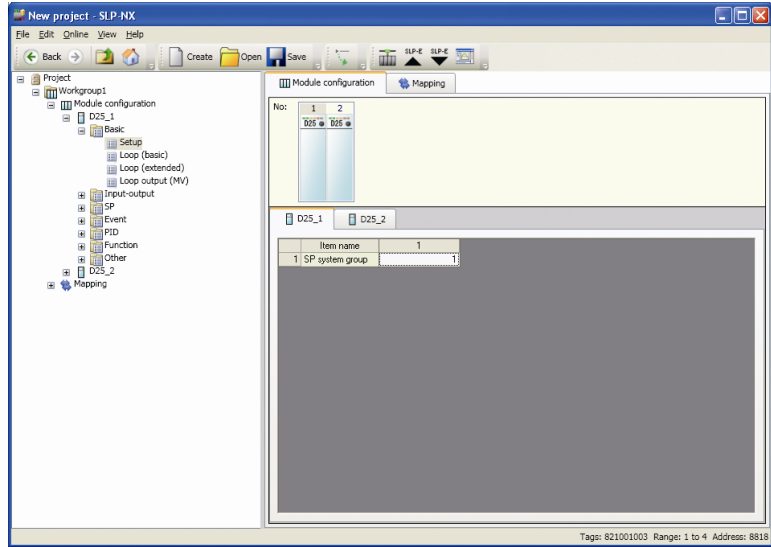 New project - SLP-NX
File Edit Online View Help
Back Create Open Save SLP-E SLP-E
Project
Workgroup1
Module configuration
D25_1
Basic
Setup
Loop (basic)
Loop (extended)
Loop output (MV)
Input-output
SP
Event
PID
Function
Other
D25_2
Mapping
Module configuration Mapping
No: 1 2
D25 D25
D25_1 D25_2
Item name 1
1 SP system group 1
Tags: 821001003 Range: 1 to 4 Address: 8818